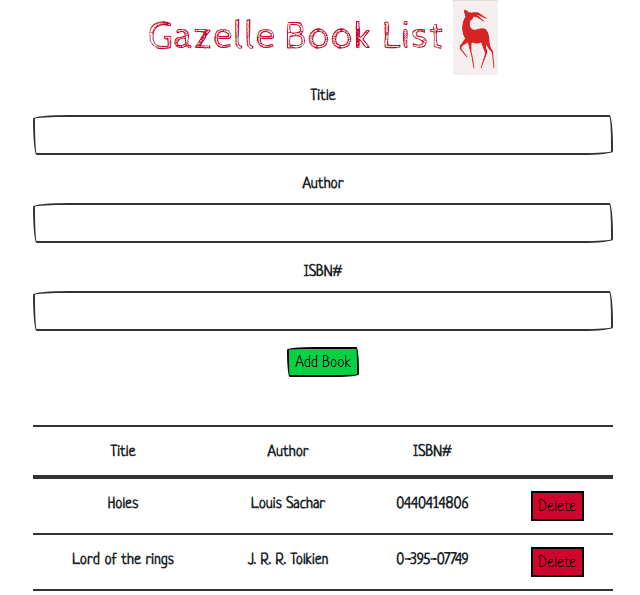 Gazelle Book List
Title
Author
ISBN#
Add Book
Title Author ISBN#
Holes Louis Sachar 0440414806 Delete
Lord of the rings J. R. R. Tolkien 0-395-07749 Delete